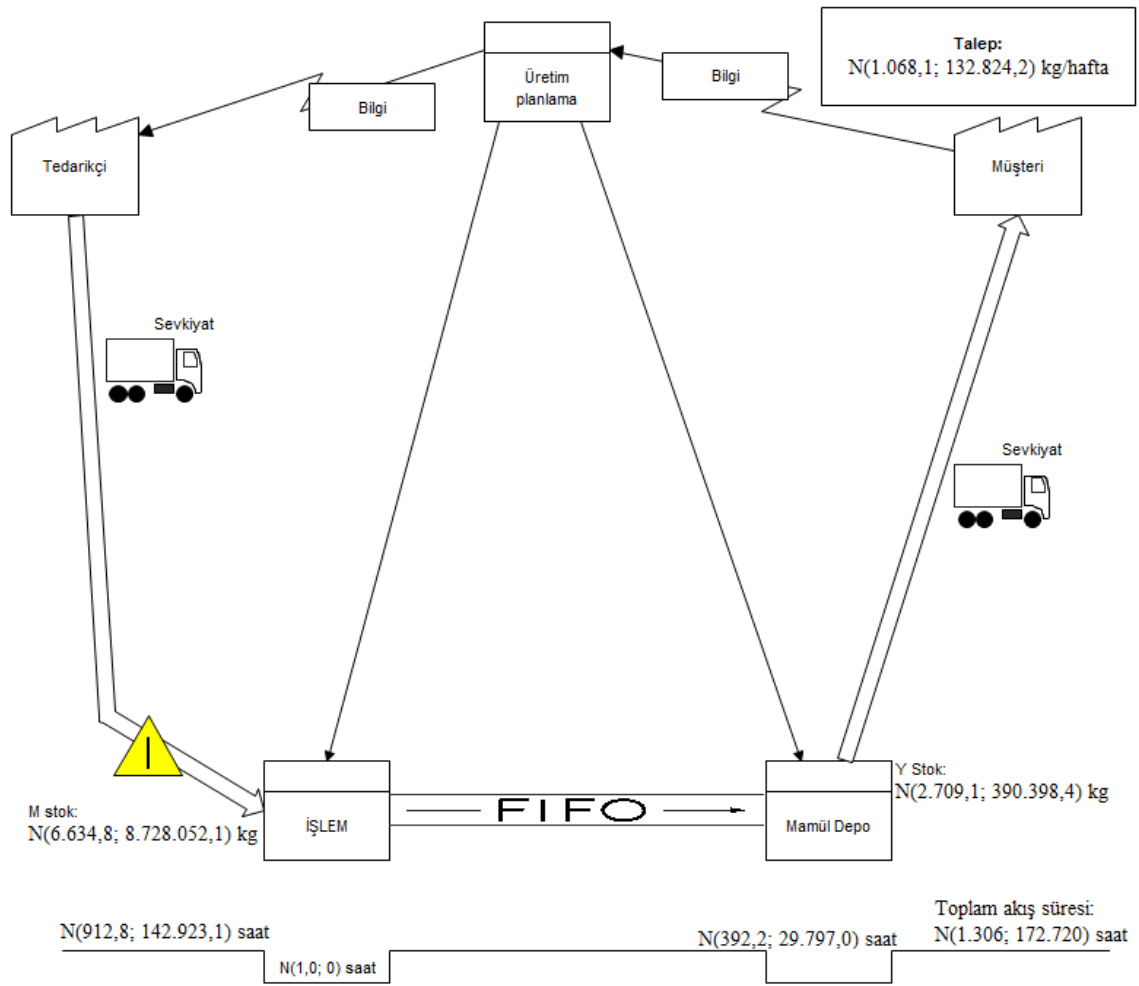 Talep:
N(1.068,1; 132.824,2) kg/hafta
Üretim
planlama
Bilgi
Bilgi
Tedarikçi
Müşteri
Sevkiyat
Sevkiyat
M stok:
N(6.634,8; 8.728.052,1) kg
I
İŞLEM
FIFO
Mamül Depo
Y Stok:
N(2.709,1; 390.398,4) kg
N(912,8; 142.923,1) saat
N(1,0; 0) saat
N(392,2; 29.797,0) saat
Toplam akış süresi:
N(1.306; 172.720) saat